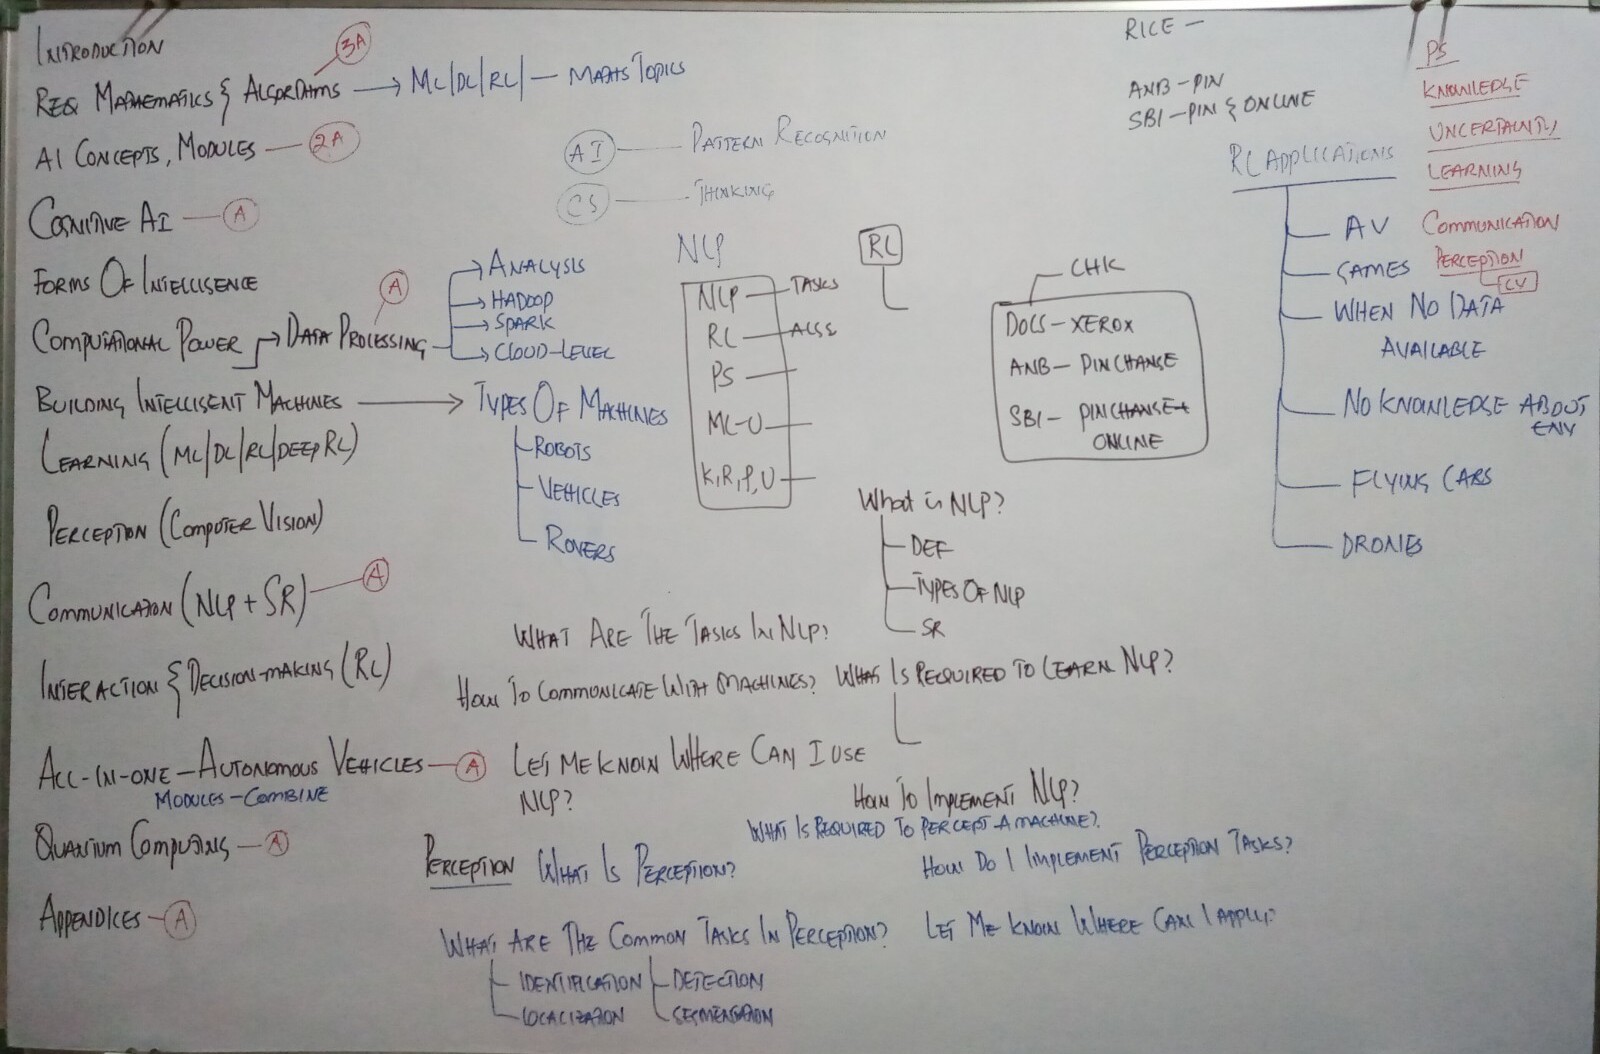 INTRODUCTION
REQ MATHEMATICS & ALGORITHMS → ML/DL/RL/ — MATHS TOPICS
3A
AI CONCEPTS, MODULES — 2A
COGNITIVE AI — A
FORMS OF INTELLIGENCE
COMPUTATIONAL POWER → DATA PROCESSING
A
ANALYSIS
HADOOP
SPARK
CLOUD-LEVEL
BUILDING INTELLIGENT MACHINES → TYPES OF MACHINES
ROBOTS
VEHICLES
ROVERS
LEARNING (ML/DL/RL/DEEP RL)
PERCEPTION (COMPUTER VISION)
COMMUNICATION (NLP + SR) — A
INTERACTION & DECISION-MAKING (RL)
ALL-IN-ONE — AUTONOMOUS VEHICLES — A
MODULES - COMBINE
QUANTUM COMPUTING — A
APPENDICES — A
AI — PATTERN RECOGNITION
CS — THINKING
NLP
NLP — TASKS
RL — ALGS
PS —
ML-U —
K,R,P,U —
RL
CHK
DOCS - XEROX
ANB - PIN CHANGE
SBI - PIN CHANGE +
ONLINE
RICE —
ANB - PIN
SBI - PIN & ONLINE
PS
KNOWLEDGE
UNCERTAINTY
LEARNING
COMMUNICATION
PERCEPTION
CV
RL APPLICATIONS
AV
GAMES
WHEN NO DATA
AVAILABLE
NO KNOWLEDGE ABOUT
ENV
FLYING CARS
DRONES
What is NLP?
DEF
TYPES OF NLP
SR
WHAT ARE THE TASKS IN NLP?
HOW TO COMMUNICATE WITH MACHINES?
WHAT IS REQUIRED TO LEARN NLP?
LET ME KNOW WHERE CAN I USE
NLP?
HOW TO IMPLEMENT NLP?
WHAT IS REQUIRED TO PERCEPT A MACHINE?
PERCEPTION WHAT IS PERCEPTION?
HOW DO I IMPLEMENT PERCEPTION TASKS?
WHAT ARE THE COMMON TASKS IN PERCEPTION?
IDENTIFICATION
LOCALIZATION
DETECTION
SEGMENTATION
LET ME KNOW WHERE CAN I APPLY?